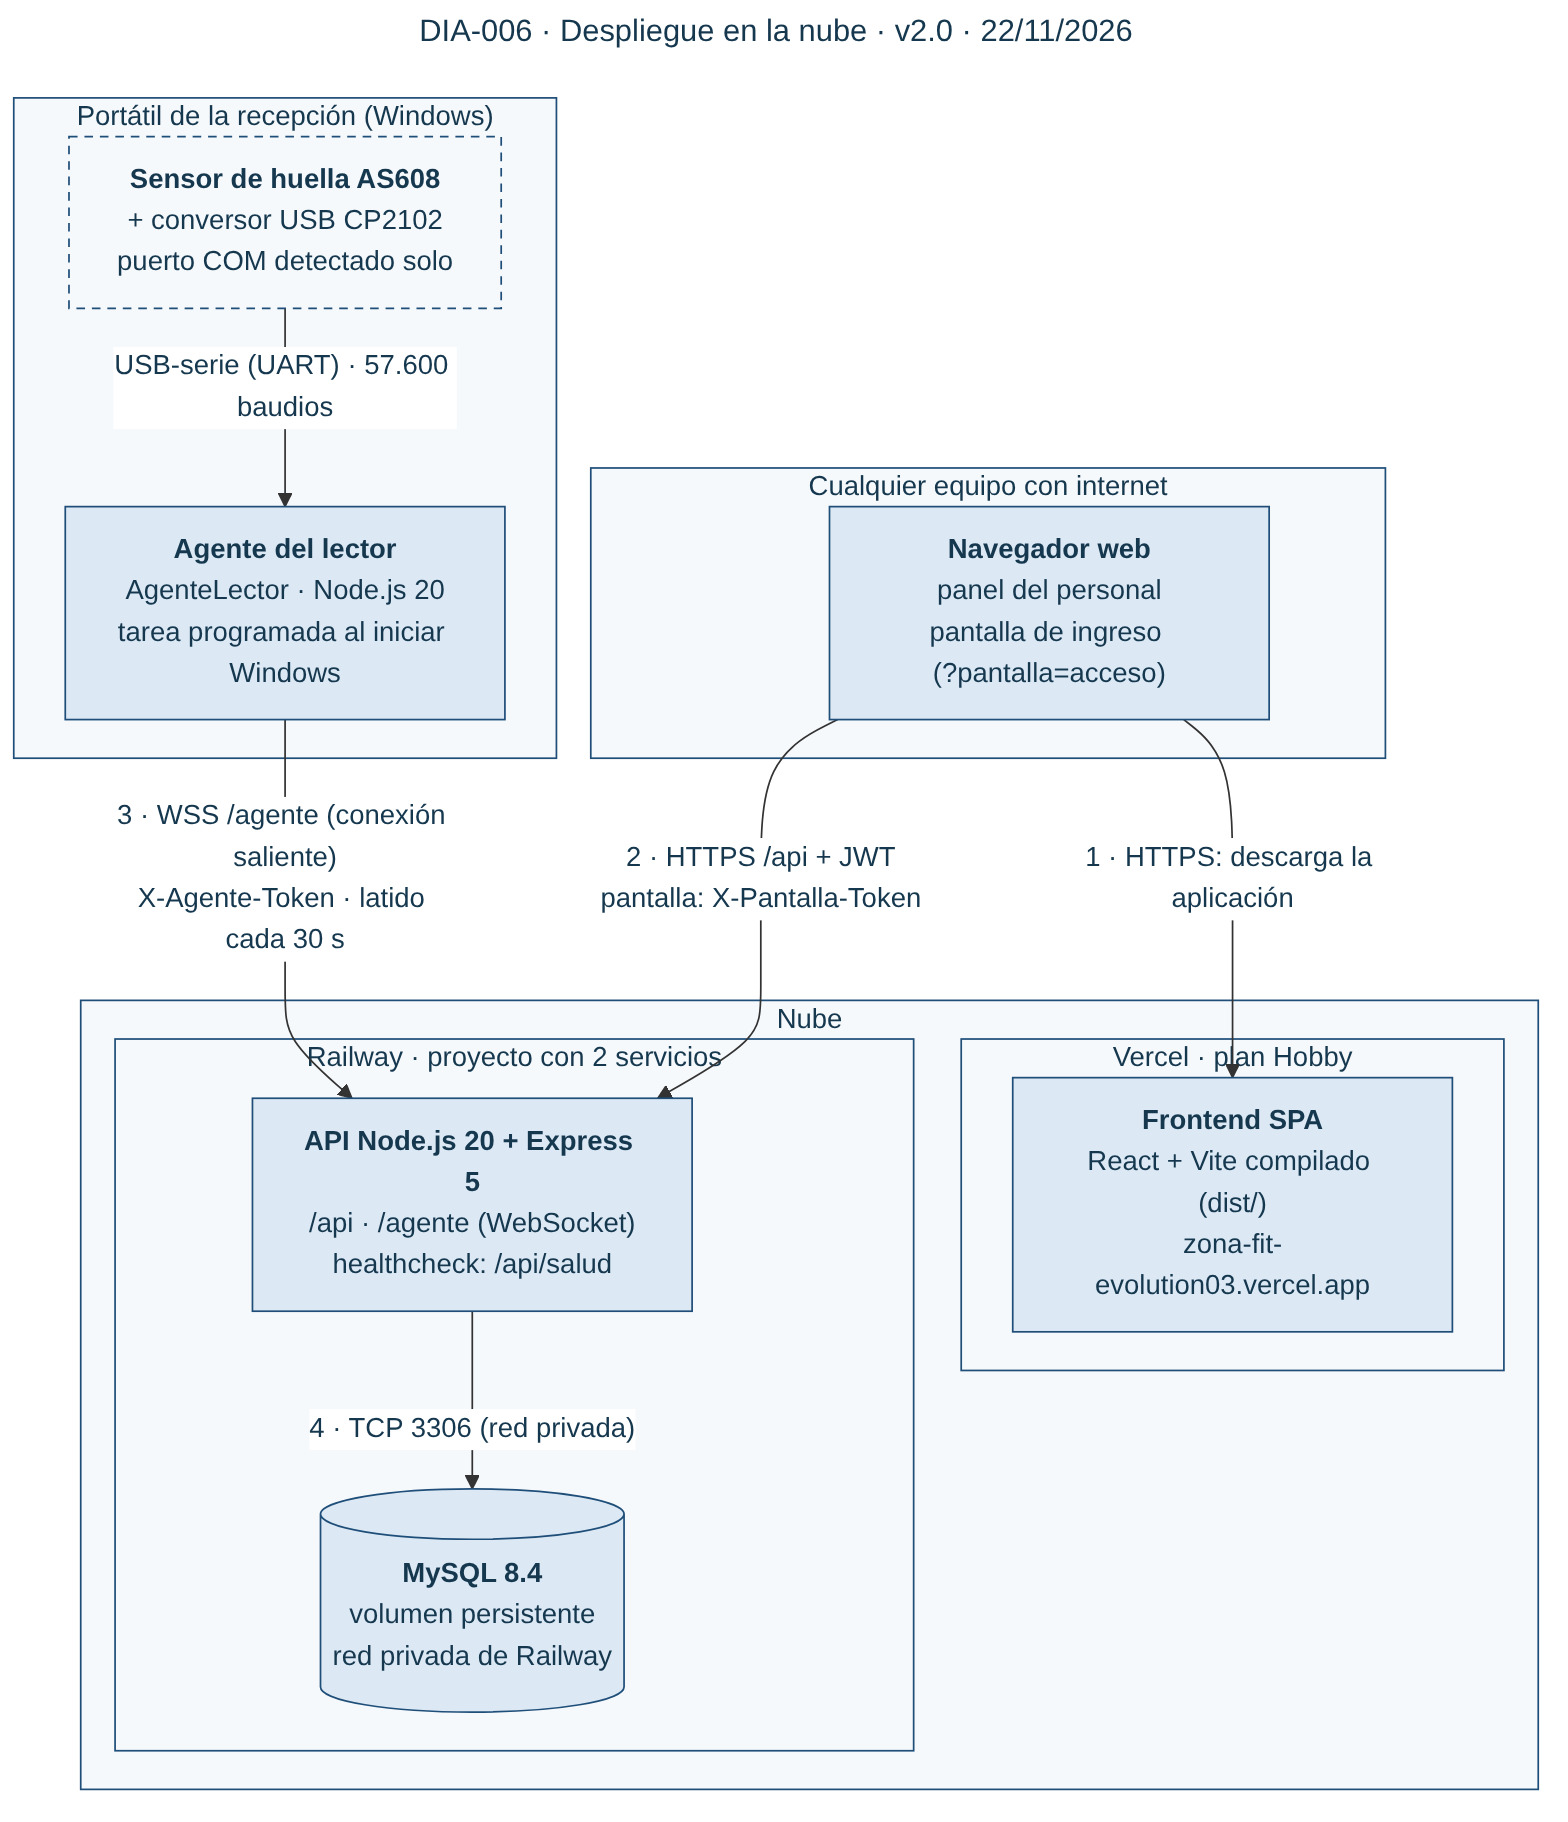 DIA-006 · Despliegue en la nube · v2.0 · 22/11/2026
Portátil de la recepción (Windows)
Sensor de huella AS608
+ conversor USB CP2102
puerto COM detectado solo
USB-serie (UART) · 57.600
baudios
Agente del lector
AgenteLector · Node.js 20
tarea programada al iniciar
Windows
Cualquier equipo con internet
Navegador web
panel del personal
pantalla de ingreso
(?pantalla=acceso)
3 · WSS /agente (conexión
saliente)
X-Agente-Token · latido
cada 30 s
2 · HTTPS /api + JWT
pantalla: X-Pantalla-Token
1 · HTTPS: descarga la
aplicación
Nube
Railway · proyecto con 2 servicios
API Node.js 20 + Express
5
/api · /agente (WebSocket)
healthcheck: /api/salud
4 · TCP 3306 (red privada)
MySQL 8.4
volumen persistente
red privada de Railway
Vercel · plan Hobby
Frontend SPA
React + Vite compilado
(dist/)
zona-fit-
evolution03.vercel.app